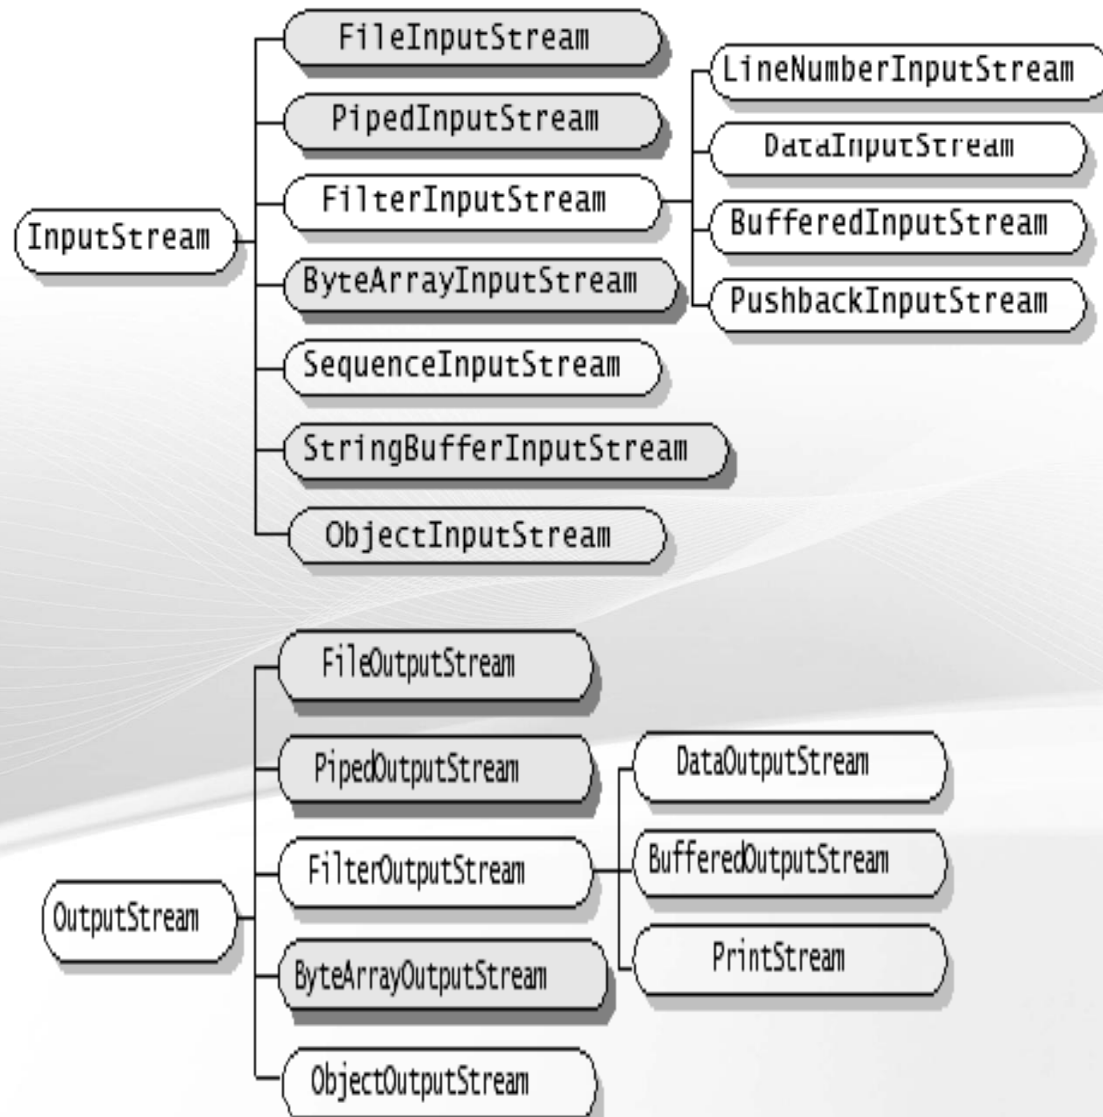 FileInputStream
LineNumberInputStream
PipedInputStream
DataInputStream
FilterInputStream
InputStream
BufferedInputStream
ByteArrayInputStream
PushbackInputStream
SequenceInputStream
StringBufferInputStream
ObjectInputStream
FileOutputStream
PipedOutputStream
DataOutputStream
FilterOutputStream
BufferedOutputStream
OutputStream
PrintStream
ByteArrayOutputStream
ObjectOutputStream